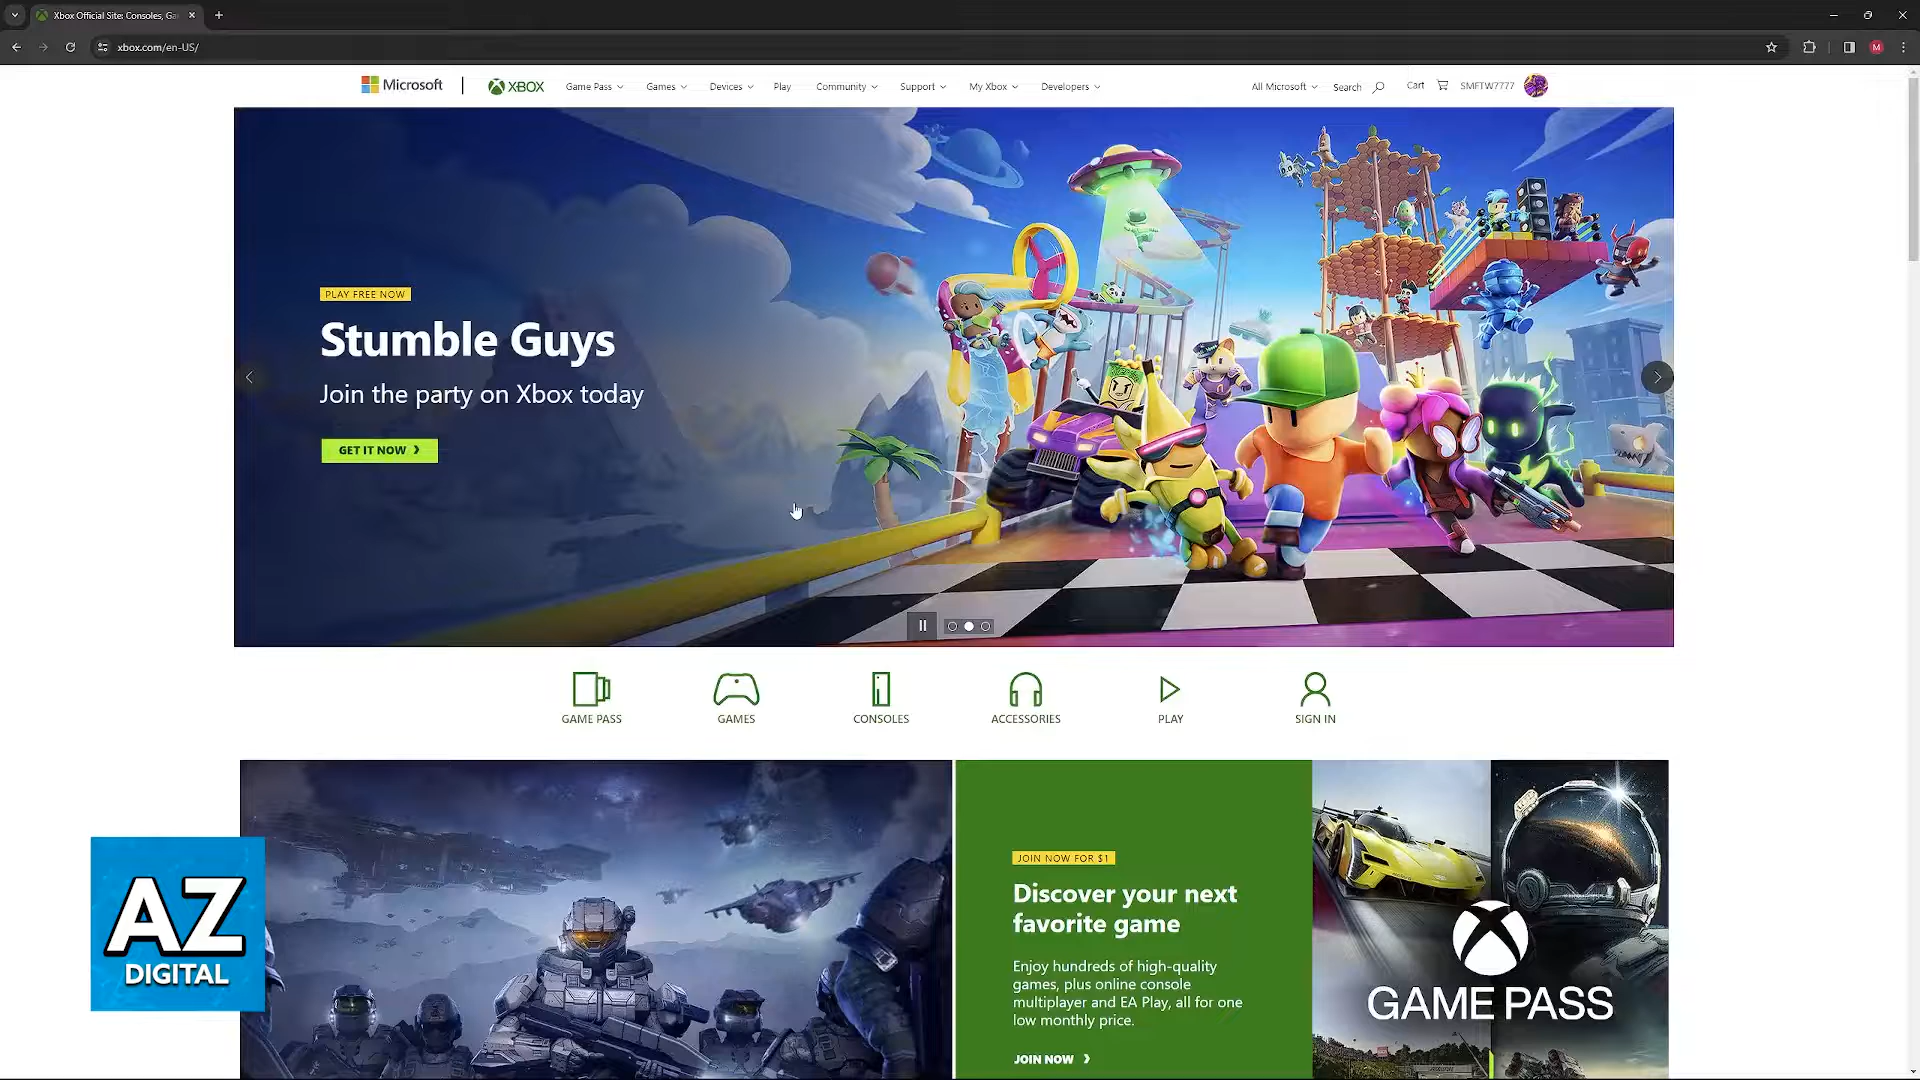 Xbox Official Site: Consoles, Ga
xbox.com/en-US/
M
Microsoft
XBOX
Game Pass
Games
Devices
Play
Community
Support
My Xbox
Developers
All Microsoft
Search
Cart
SMFTW7777
PLAY FREE NOW
Stumble Guys
Join the party on Xbox today
GET IT NOW
GAME PASS
GAMES
CONSOLES
ACCESSORIES
PLAY
SIGN IN
JOIN NOW FOR $1
Discover your next
favorite game
Enjoy hundreds of high-quality
games, plus online console
multiplayer and EA Play, all for one
low monthly price.
JOIN NOW
GAME PASS
AZ
DIGITAL